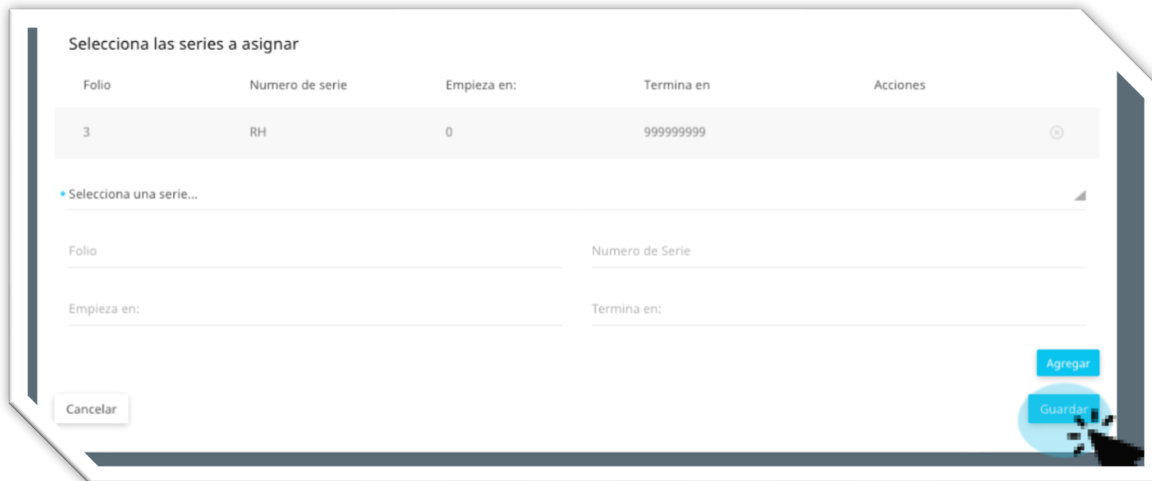 Selecciona las series a asignar
Folio Numero de serie Empieza en: Termina en Acciones
3 RH 0 999999999
* Selecciona una serie...
Folio Numero de Serie
Empieza en: Termina en:
Agregar
Cancelar Guardar